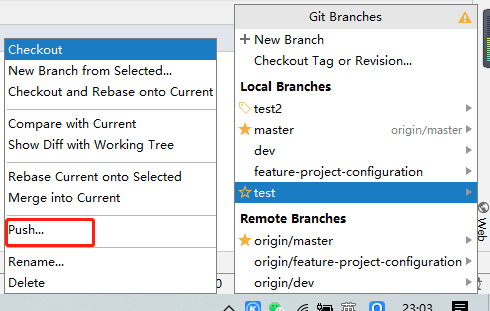 Git Branches
New Branch
Checkout Tag or Revision...
Local Branches
test2
master origin/master
dev
feature-project-configuration
test
Remote Branches
origin/master
origin/feature-project-configuration
origin/dev
Checkout
New Branch from Selected...
Checkout and Rebase onto Current
Compare with Current
Show Diff with Working Tree
Rebase Current onto Selected
Merge into Current
Push...
Rename...
Delete
Web
英
23:03